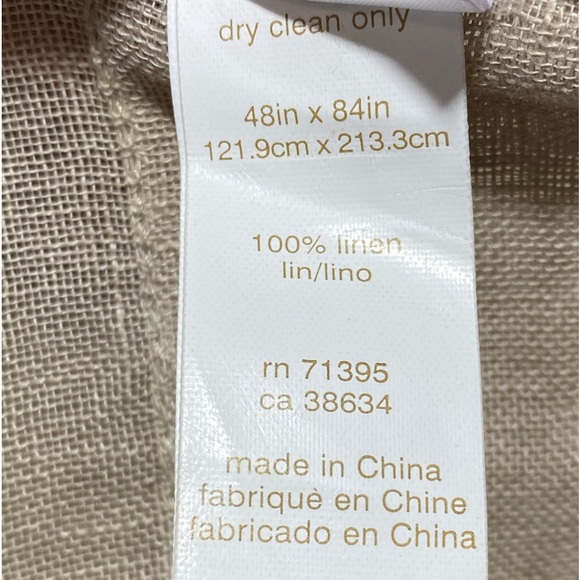 dry clean only
48in x 84in
121.9cm x 213.3cm
100% linen
lin/lino
rn 71395
ca 38634
made in China
fabriquè en Chine
fabricado en China